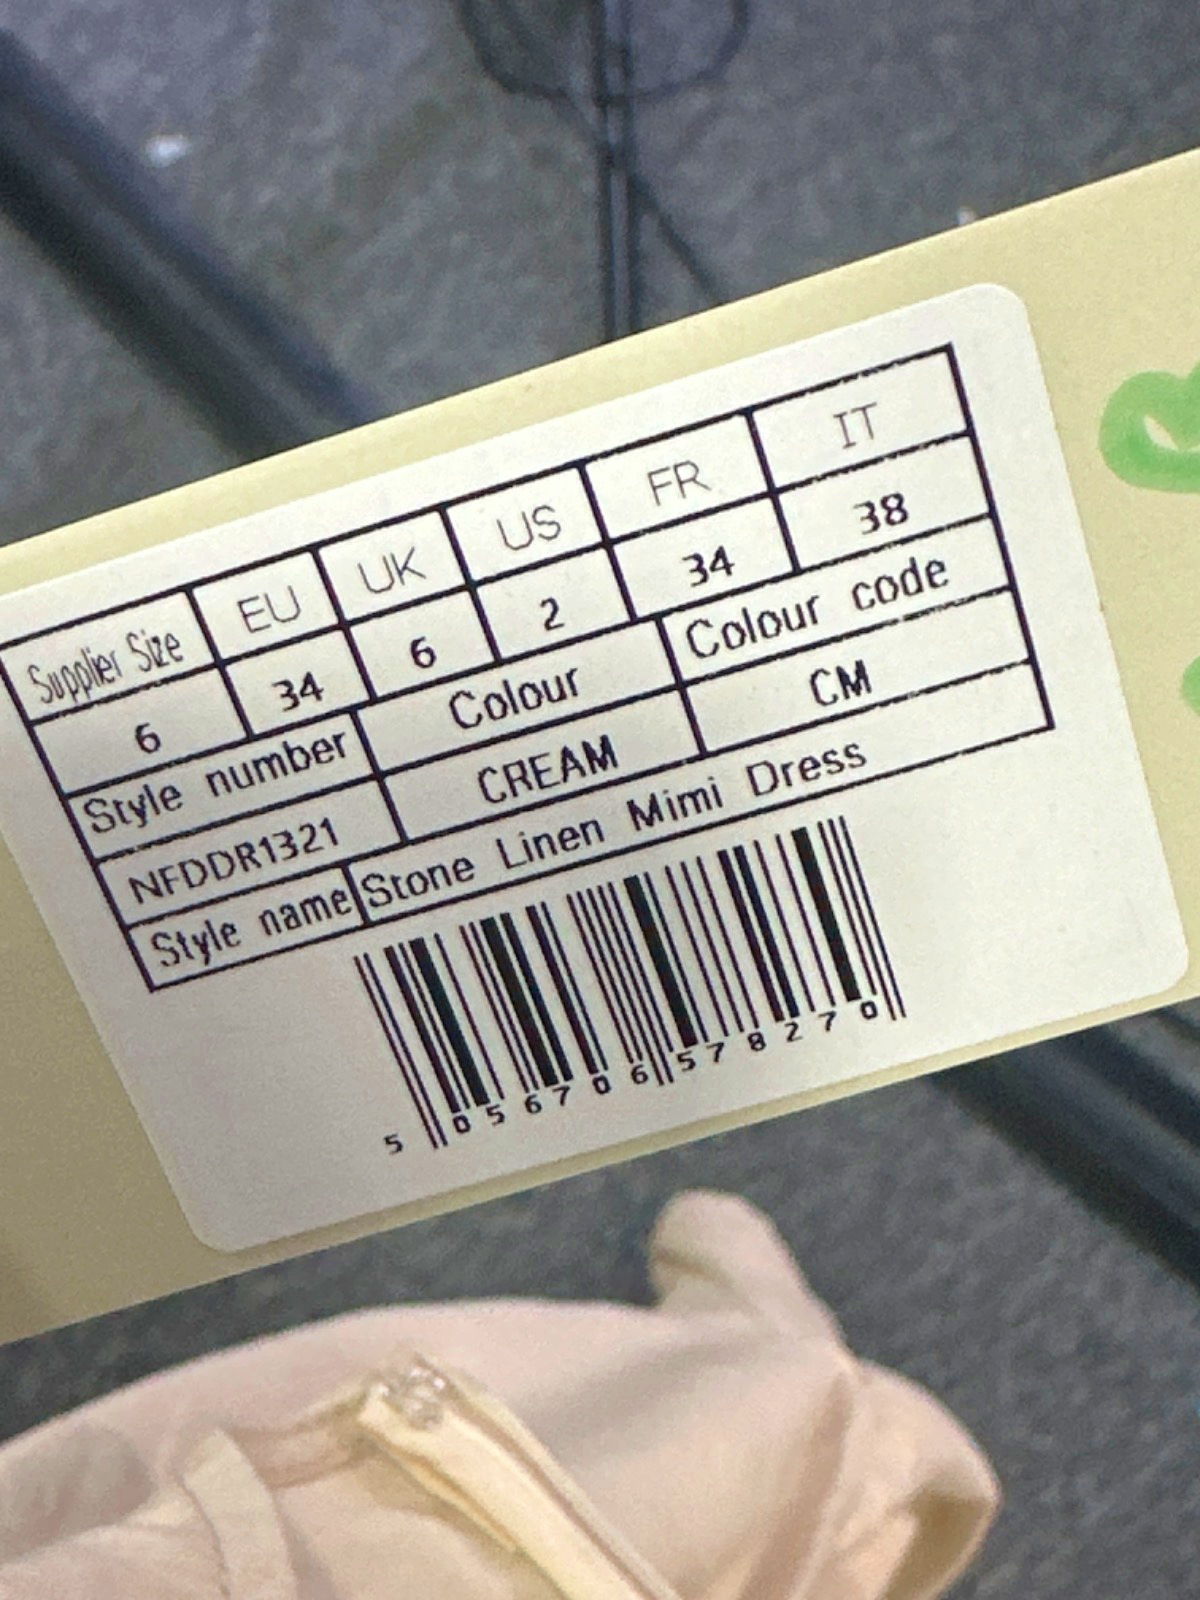 Supplier Size EU UK US FR IT
6 34 6 2 34 38
Style number Colour Colour code
NFDDR1321 CREAM CM
Style name Stone Linen Mimi Dress
5 056706 578270